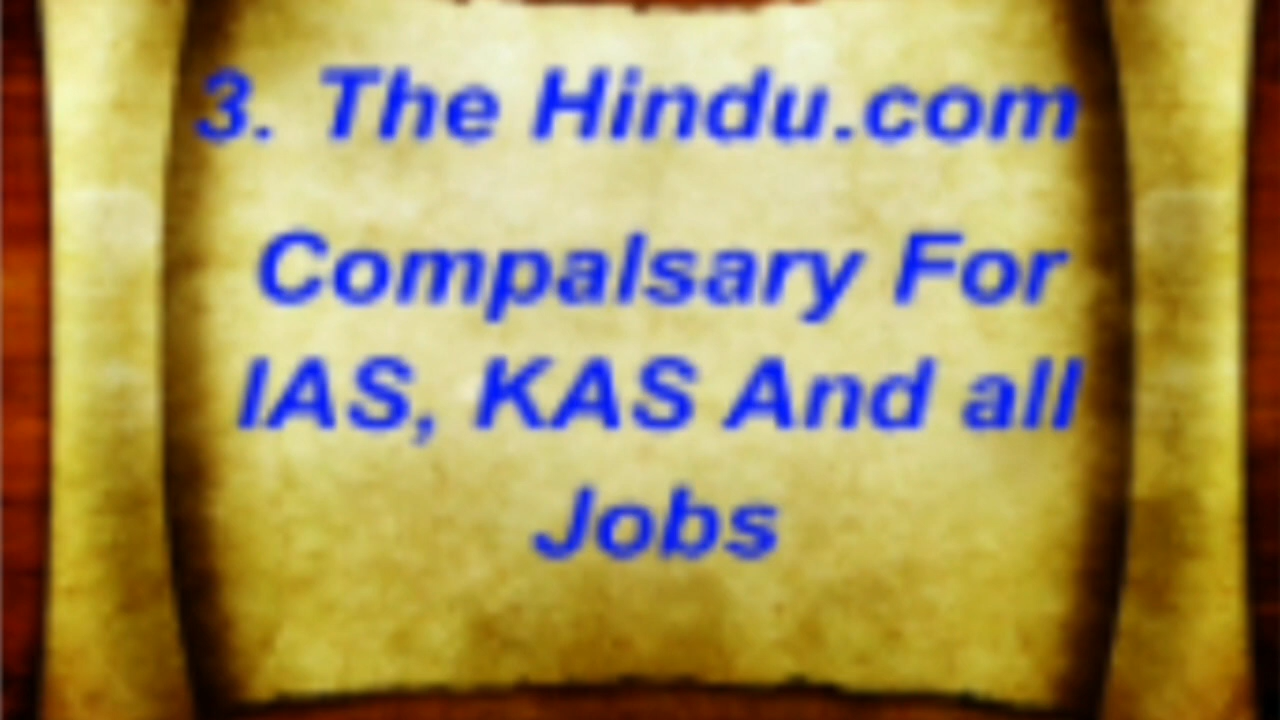 3. The Hindu.com
Compalsary For
IAS, KAS And all
Jobs